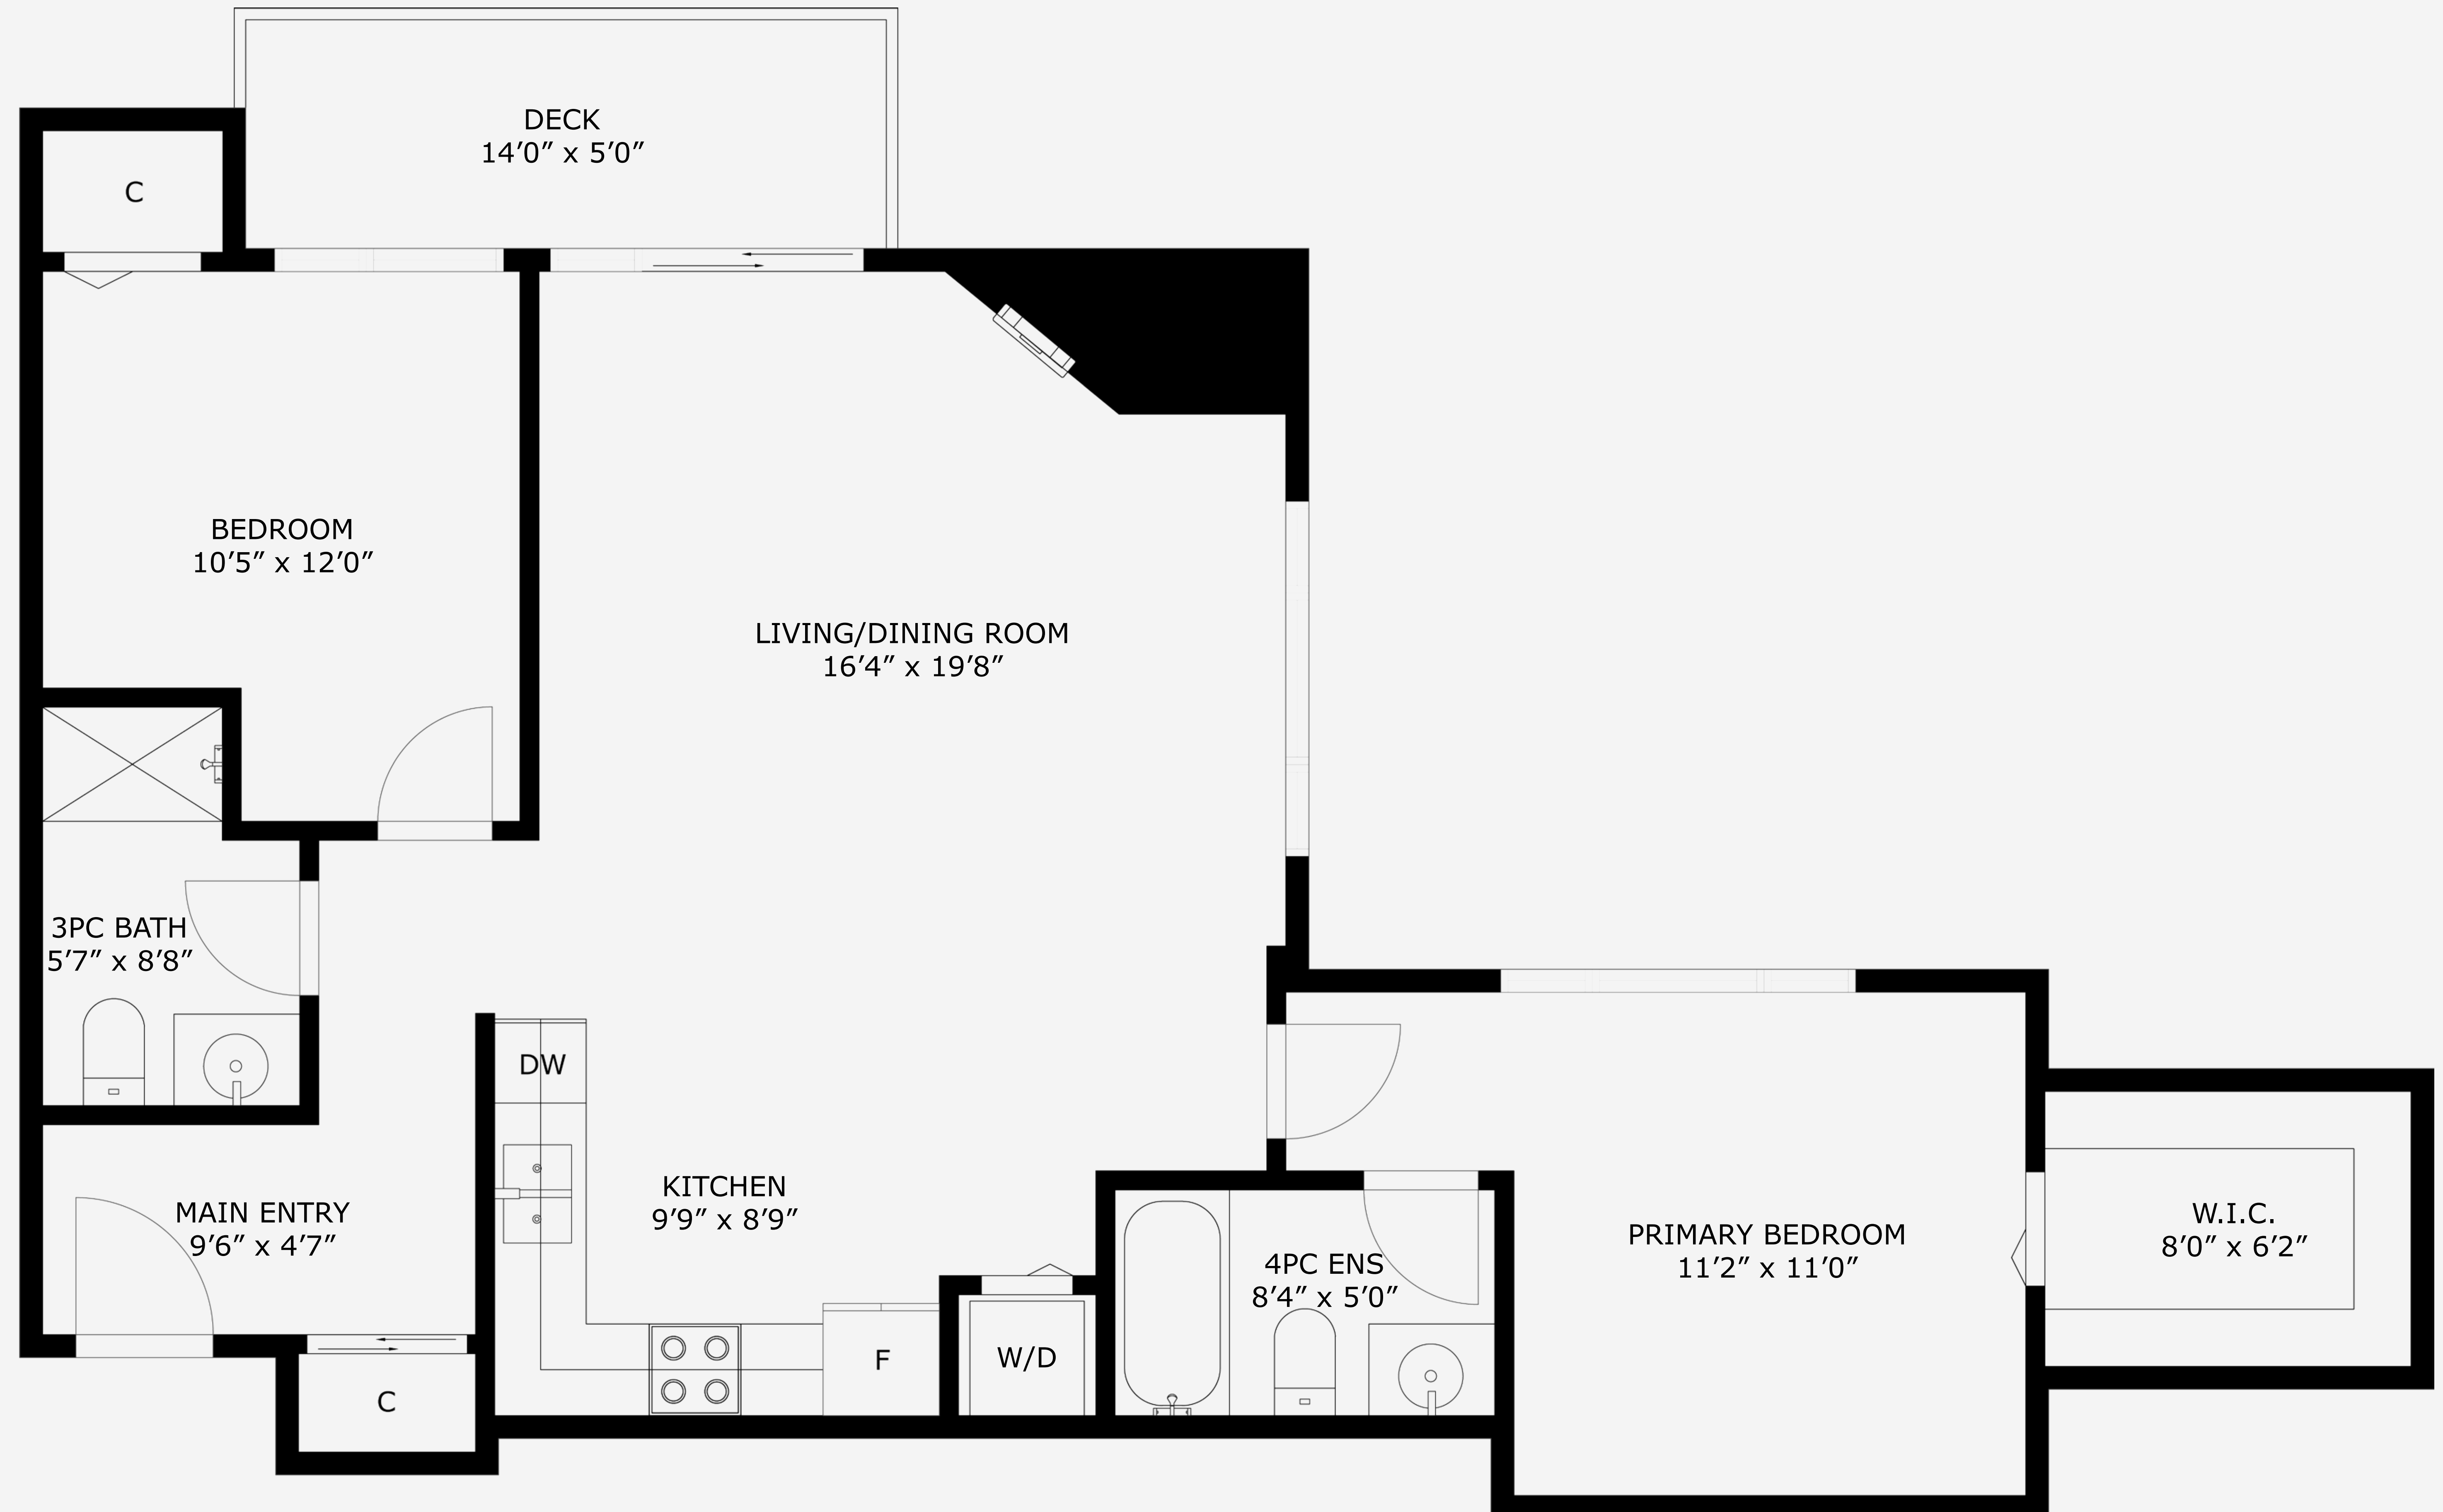 DECK
14’0” x 5’0”
C
BEDROOM
10’5” x 12’0”
LIVING/DINING ROOM
16’4” x 19’8”
3PC BATH
5’7” x 8’8”
DW
KITCHEN
9’9” x 8’9”
MAIN ENTRY
9’6” x 4’7”
C
F
W/D
4PC ENS
8’4” x 5’0”
PRIMARY BEDROOM
11’2” x 11’0”
W.I.C.
8’0” x 6’2”